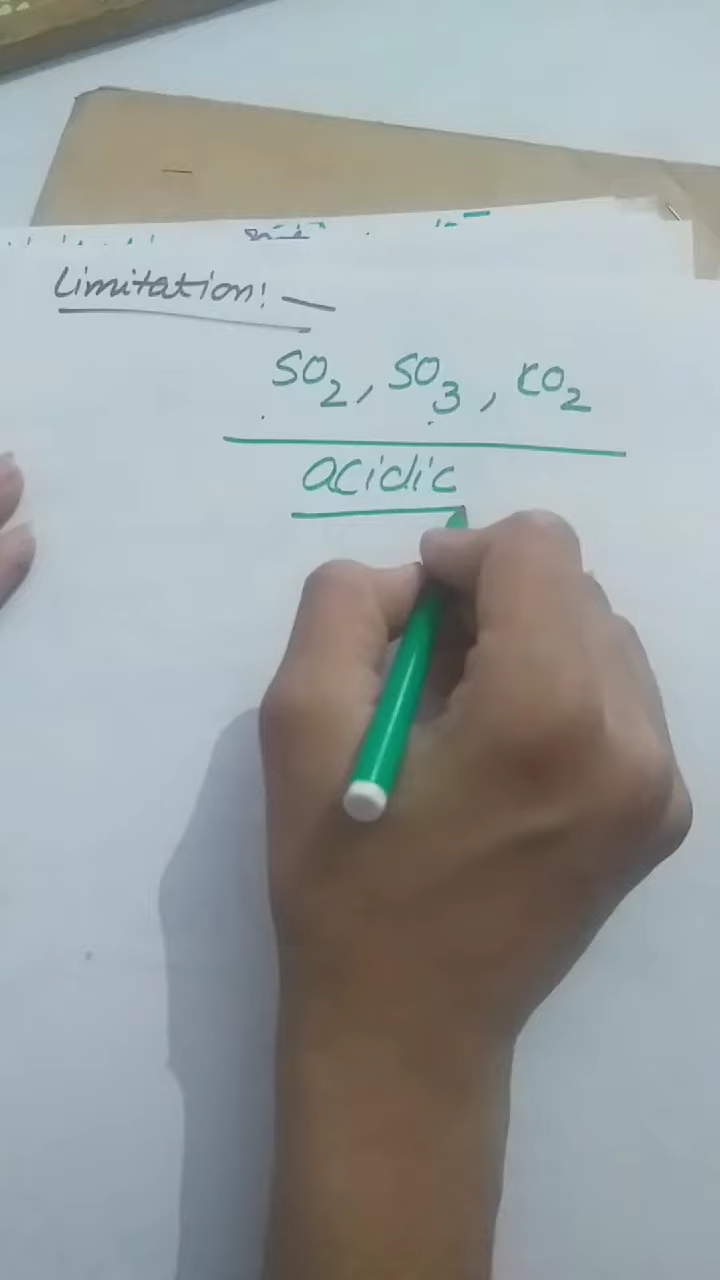 Limitation! —
SO₂, SO₃, CO₂
acidic